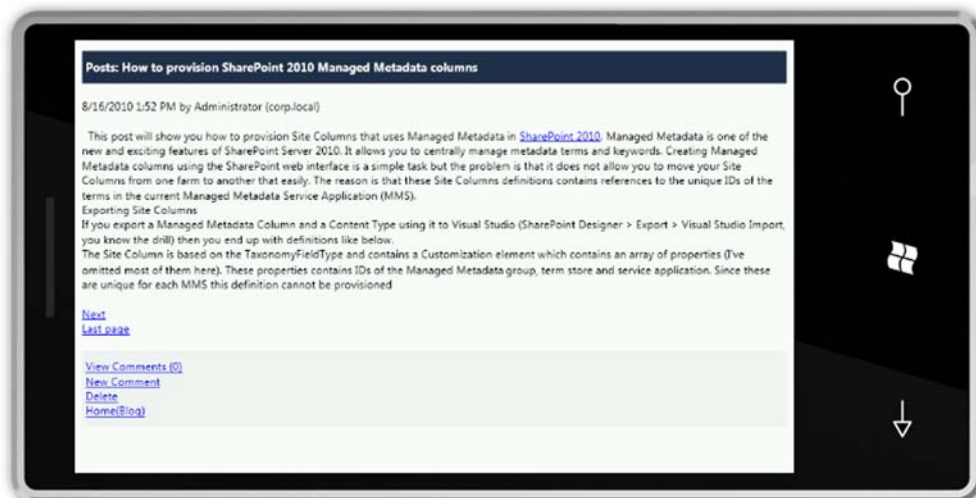 Posts: How to provision SharePoint 2010 Managed Metadata columns
8/16/2010 1:52 PM by Administrator (corp.local)
This post will show you how to provision Site Columns that uses Managed Metadata in SharePoint 2010. Managed Metadata is one of the
new and exciting features of SharePoint Server 2010. It allows you to centrally manage metadata terms and keywords. Creating Managed
Metadata columns using the SharePoint web interface is a simple task but the problem is that it does not allow you to move your Site
Columns from one farm to another that easily. The reason is that these Site Columns definitions contains references to the unique IDs of the
terms in the current Managed Metadata Service Application (MMS).
Exporting Site Columns
If you export a Managed Metadata Column and a Content Type using it to Visual Studio (SharePoint Designer > Export > Visual Studio Import,
you know the drill) then you end up with definitions like below.
The Site Column is based on the TaxonomyFieldType and contains a Customization element which contains an array of properties (I've
omitted most of them here). These properties contains IDs of the Managed Metadata group, term store and service application. Since these
are unique for each MMS this definition cannot be provisioned
Next
Last page
View Comments (0)
New Comment
Delete
Home(Blog)